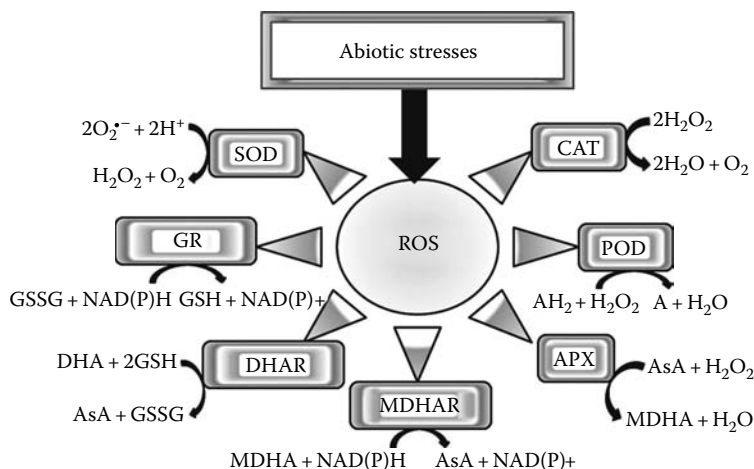 Abiotic stresses
2O₂•⁻ + 2H⁺
SOD
H₂O₂ + O₂
2H₂O₂
CAT
2H₂O + O₂
ROS
GR
GSSG + NAD(P)H GSH + NAD(P)+
POD
AH₂ + H₂O₂ A + H₂O
DHA + 2GSH
DHAR
AsA + GSSG
APX
AsA + H₂O₂
MDHA + H₂O
MDHAR
MDHA + NAD(P)H AsA + NAD(P)+